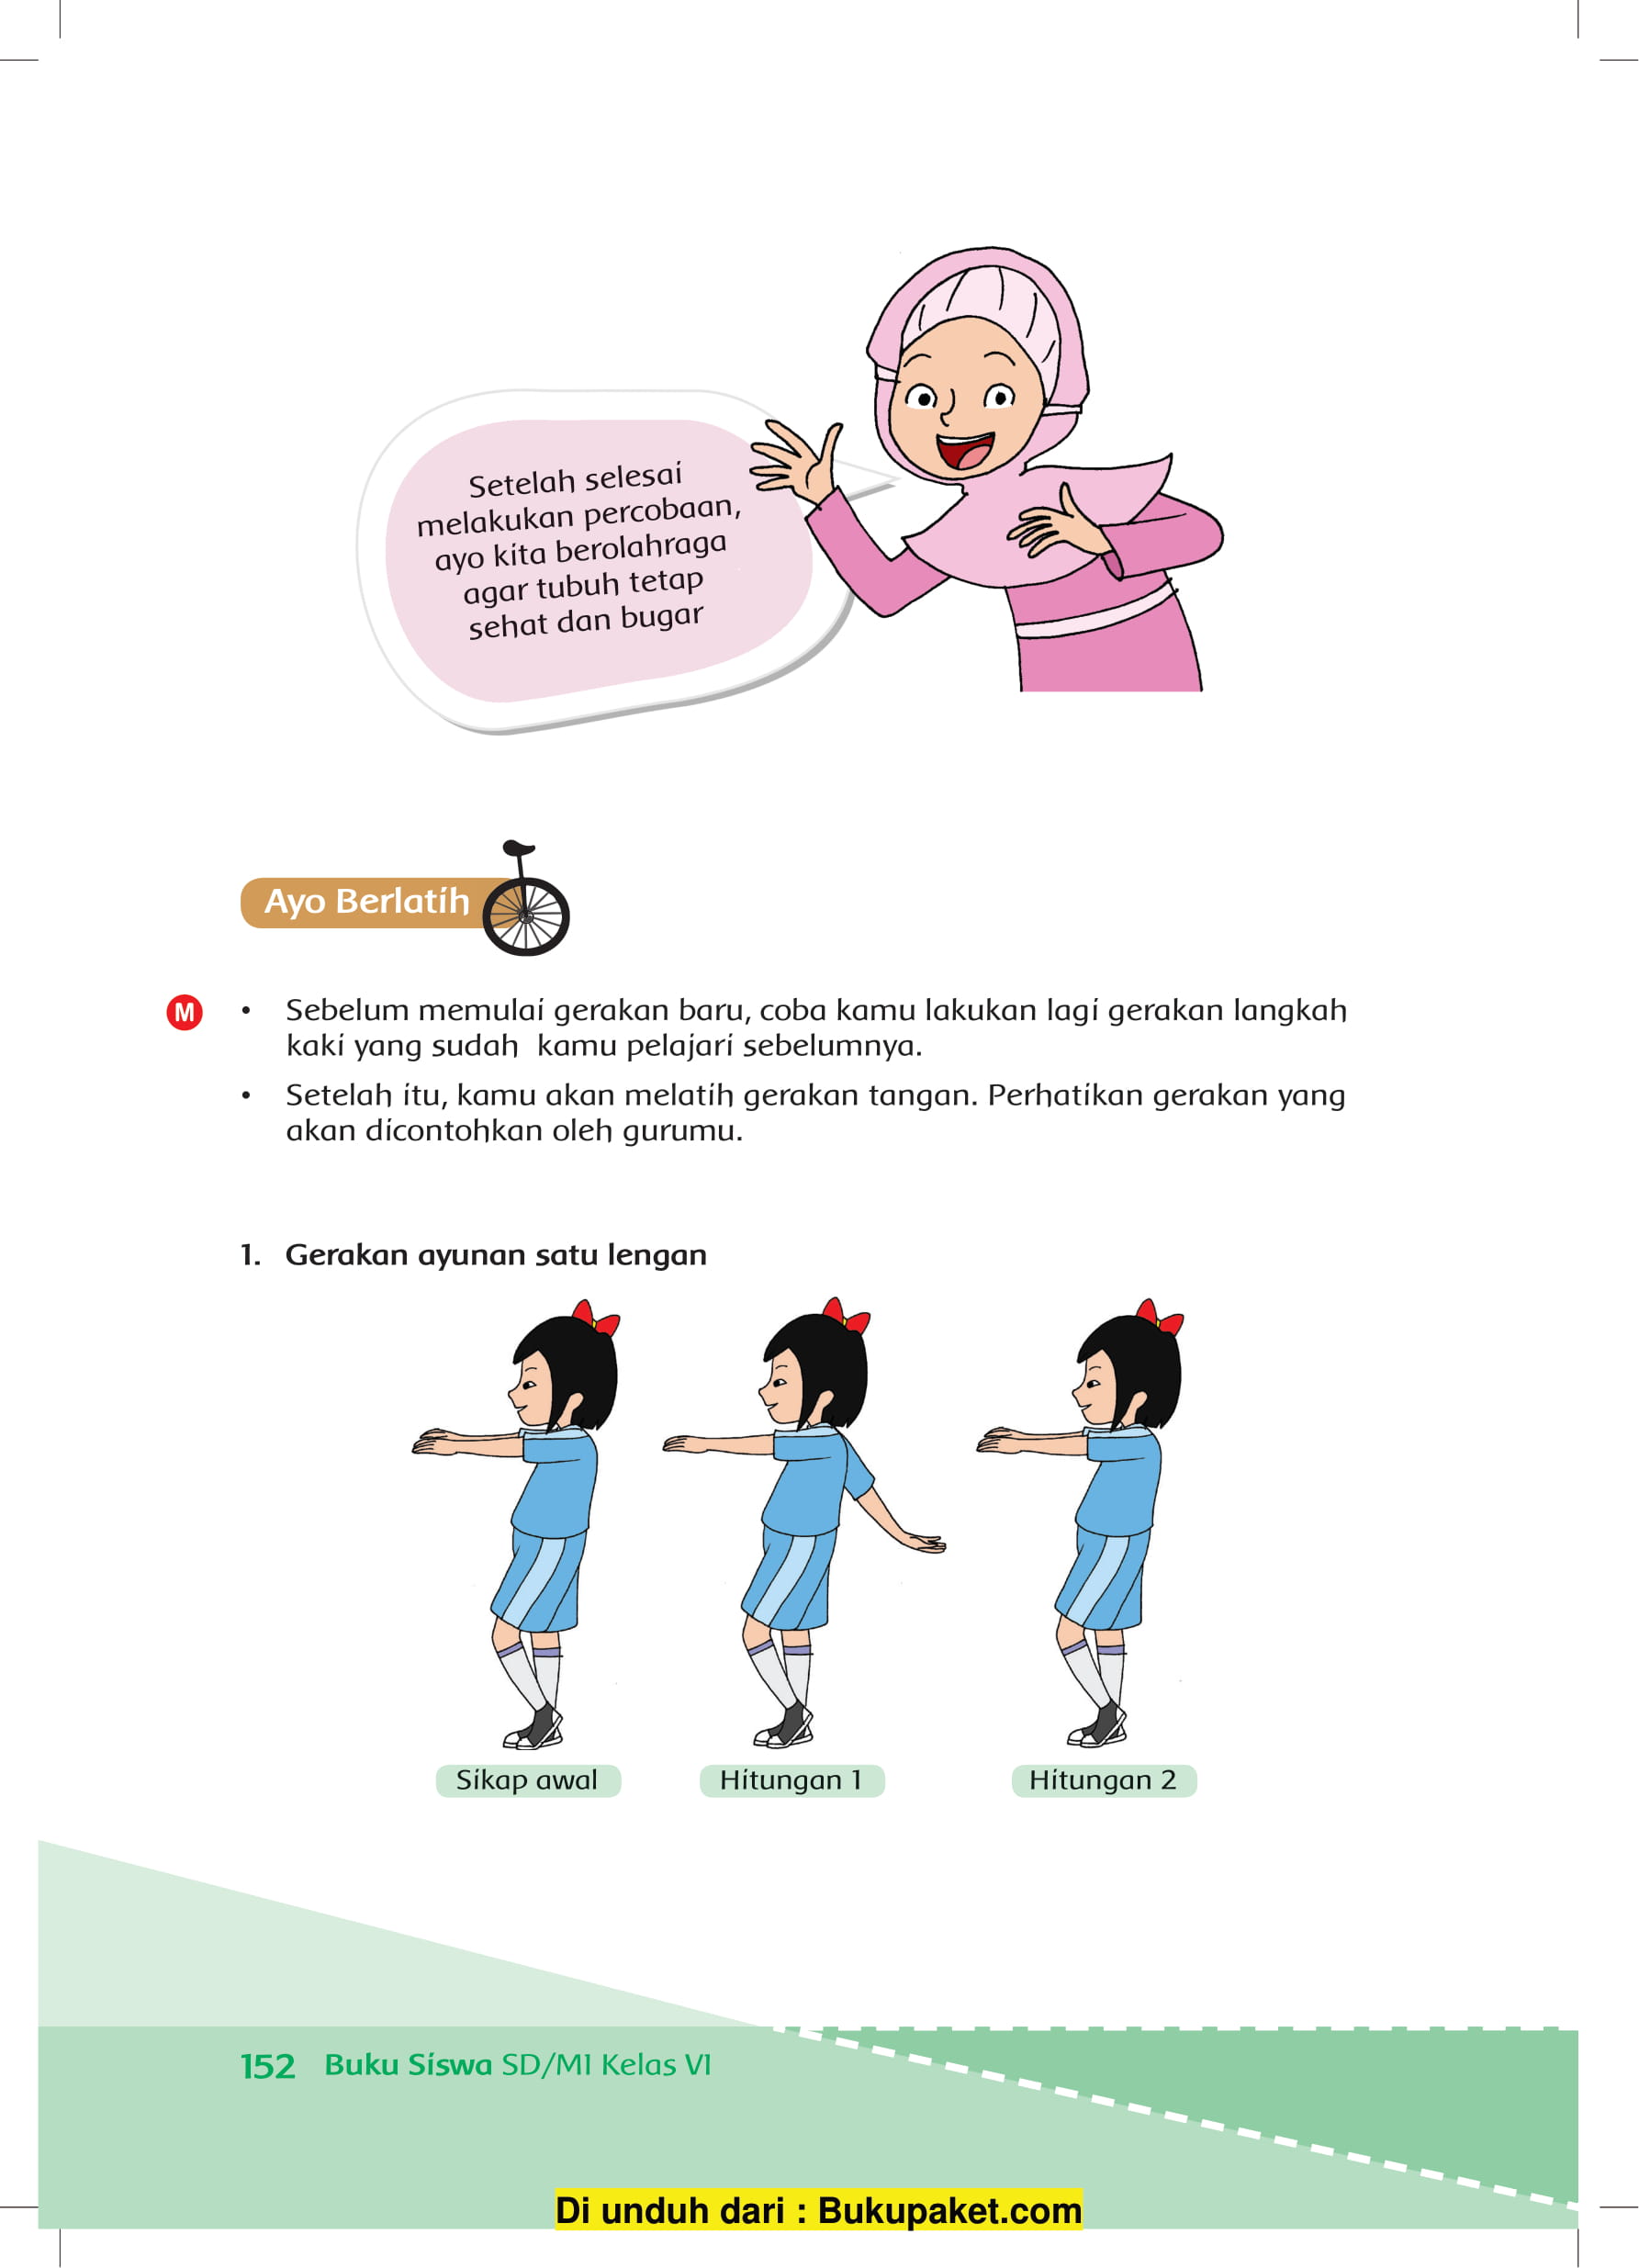 Setelah selesai
melakukan percobaan,
ayo kita berolahraga
agar tubuh tetap
sehat dan bugar
Ayo Berlatih
M
• Sebelum memulai gerakan baru, coba kamu lakukan lagi gerakan langkah
kaki yang sudah kamu pelajari sebelumnya.
• Setelah itu, kamu akan melatih gerakan tangan. Perhatikan gerakan yang
akan dicontohkan oleh gurumu.
1. Gerakan ayunan satu lengan
Sikap awal
Hitungan 1
Hitungan 2
152 Buku Siswa SD/MI Kelas VI
Di unduh dari : Bukupaket.com